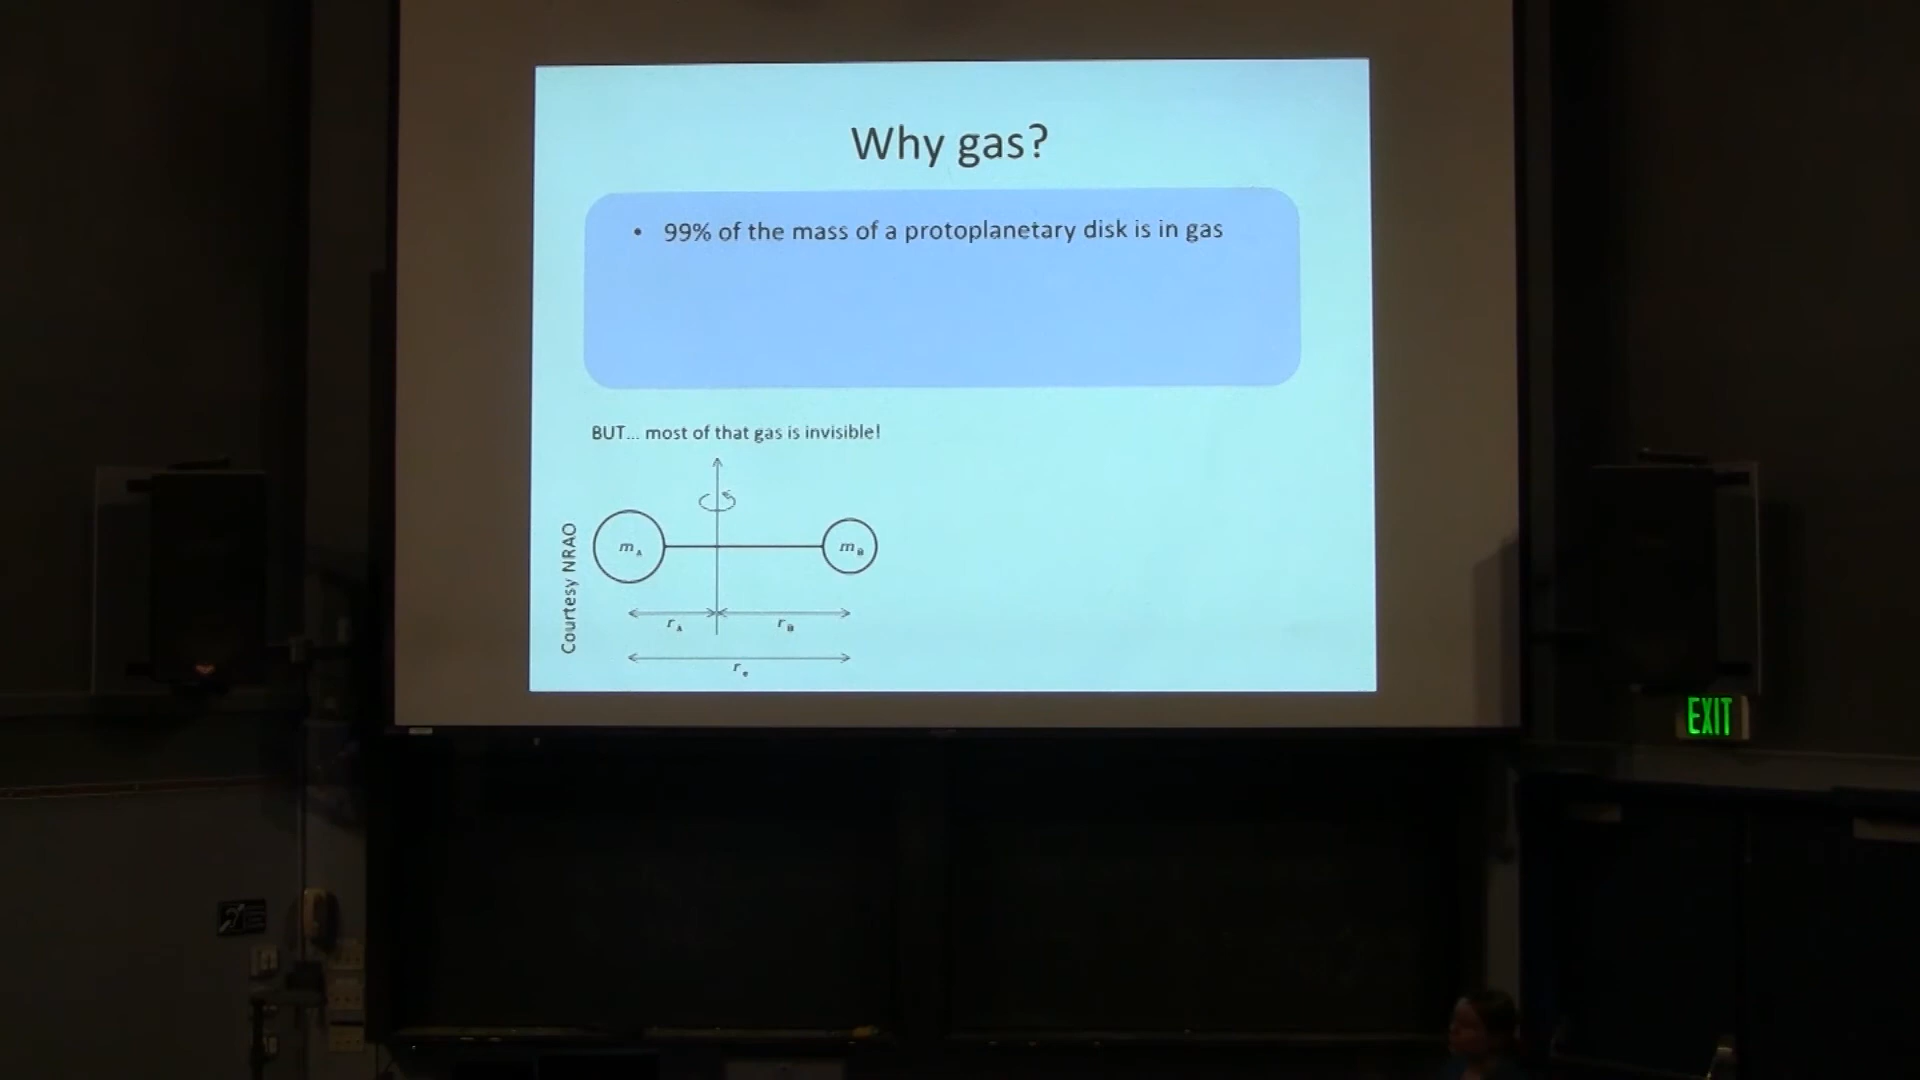 Why gas?
• 99% of the mass of a protoplanetary disk is in gas
BUT... most of that gas is invisible!
Courtesy NRAO
m A
m B
r A
r B
r e
EXIT